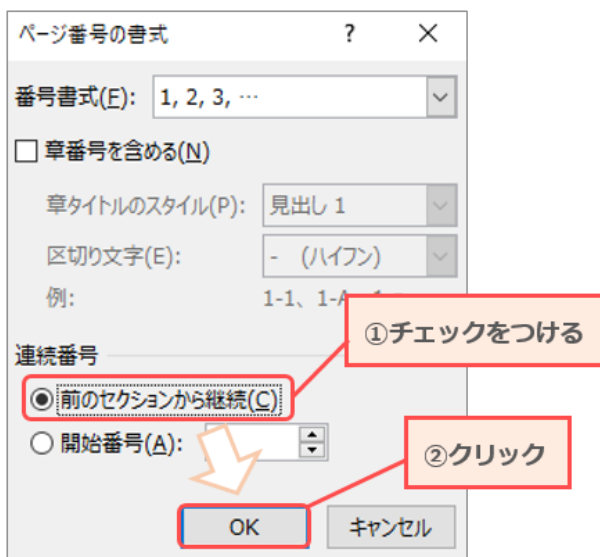 ページ番号の書式 ?
番号書式(F): 1, 2, 3, …
章番号を含める(N)
章タイトルのスタイル(P): 見出し 1
区切り文字(E): - (ハイフン)
例: 1-1、1-A、
①チェックをつける
連続番号
前のセクションから継続(C)
開始番号(A):
②クリック
OK キャンセル